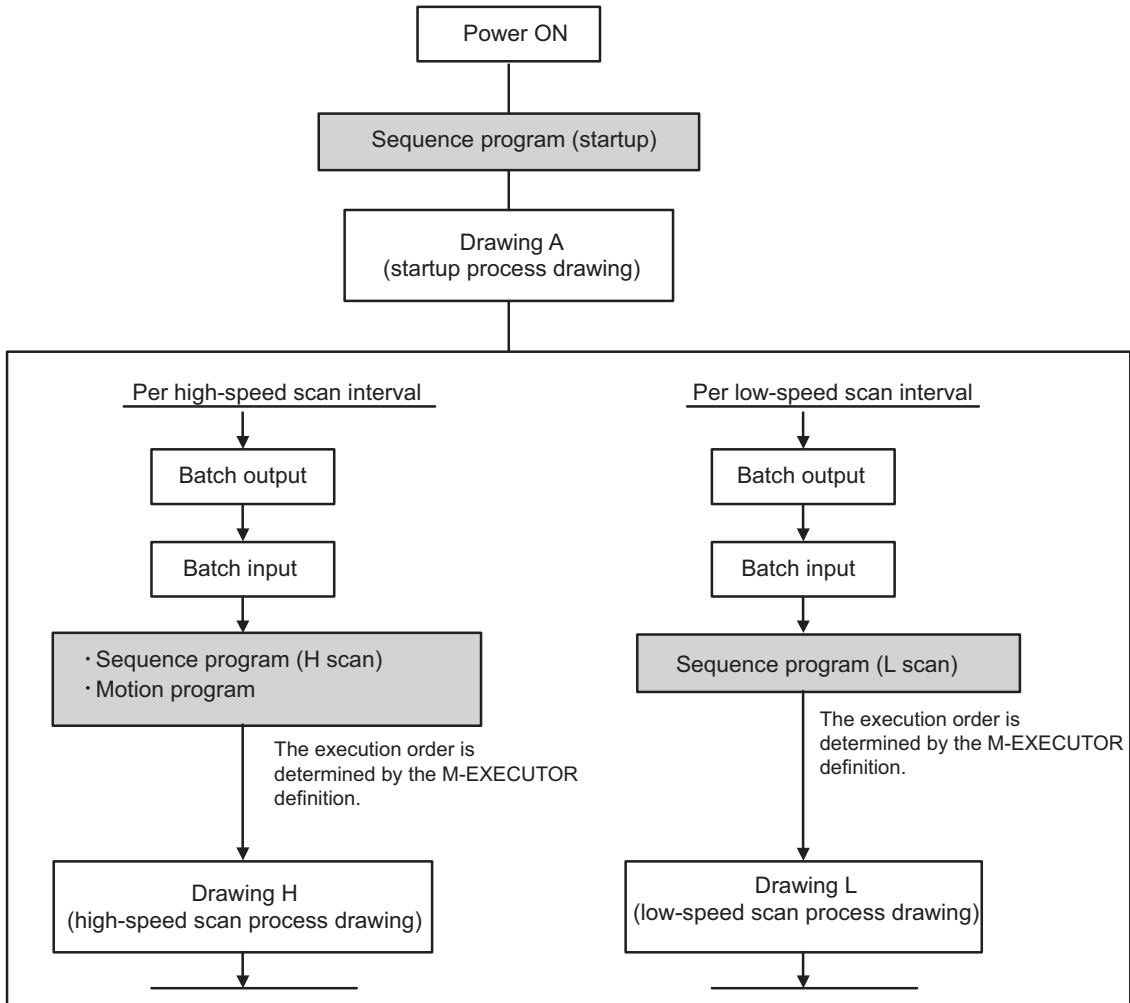 Power ON
Sequence program (startup)
Drawing A
(startup process drawing)
Per high-speed scan interval
Batch output
Batch input
・Sequence program (H scan)
・Motion program
The execution order is
determined by the M-EXECUTOR
definition.
Drawing H
(high-speed scan process drawing)
Per low-speed scan interval
Batch output
Batch input
Sequence program (L scan)
The execution order is
determined by the M-EXECUTOR
definition.
Drawing L
(low-speed scan process drawing)